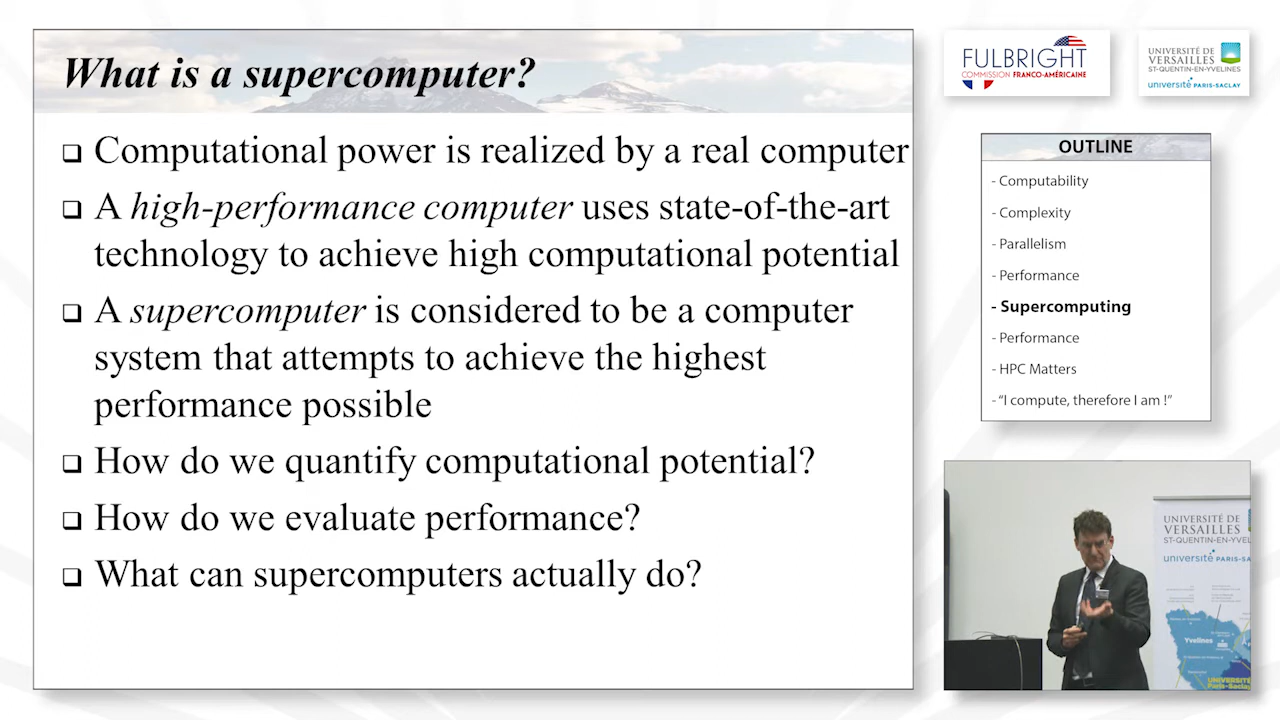 What is a supercomputer?
❑ Computational power is realized by a real computer
❑ A high-performance computer uses state-of-the-art
technology to achieve high computational potential
❑ A supercomputer is considered to be a computer
system that attempts to achieve the highest
performance possible
❑ How do we quantify computational potential?
❑ How do we evaluate performance?
❑ What can supercomputers actually do?
FULBRIGHT
COMMISSION FRANCO-AMÉRICAINE
UNIVERSITÉ DE
VERSAILLES
ST-QUENTIN-EN-YVELINES
université PARIS-SACLAY
OUTLINE
- Computability
- Complexity
- Parallelism
- Performance
- Supercomputing
- Performance
- HPC Matters
- “I compute, therefore I am !”
UNIVERSITÉ DE
VERSAILLES
ST-QUENTIN-EN-YVEL
université PARIS-SA
Yvelines
UNIVERSITÉ
Paris-Saclay